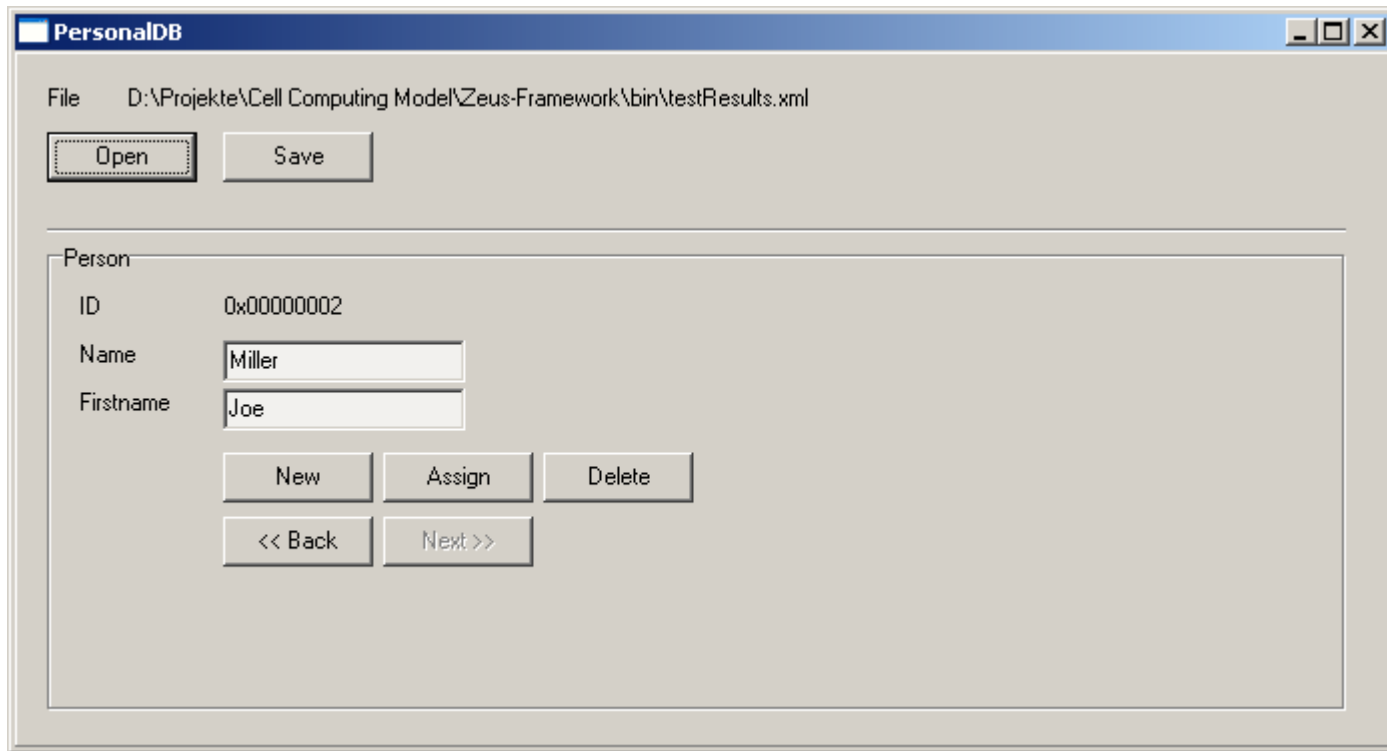 PersonalDB
File D:\Projekte\Cell Computing Model\Zeus-Framework\bin\testResults.xml
Open Save
Person
ID 0x00000002
Name Miller
Firstname Joe
New Assign Delete
<< Back Next >>